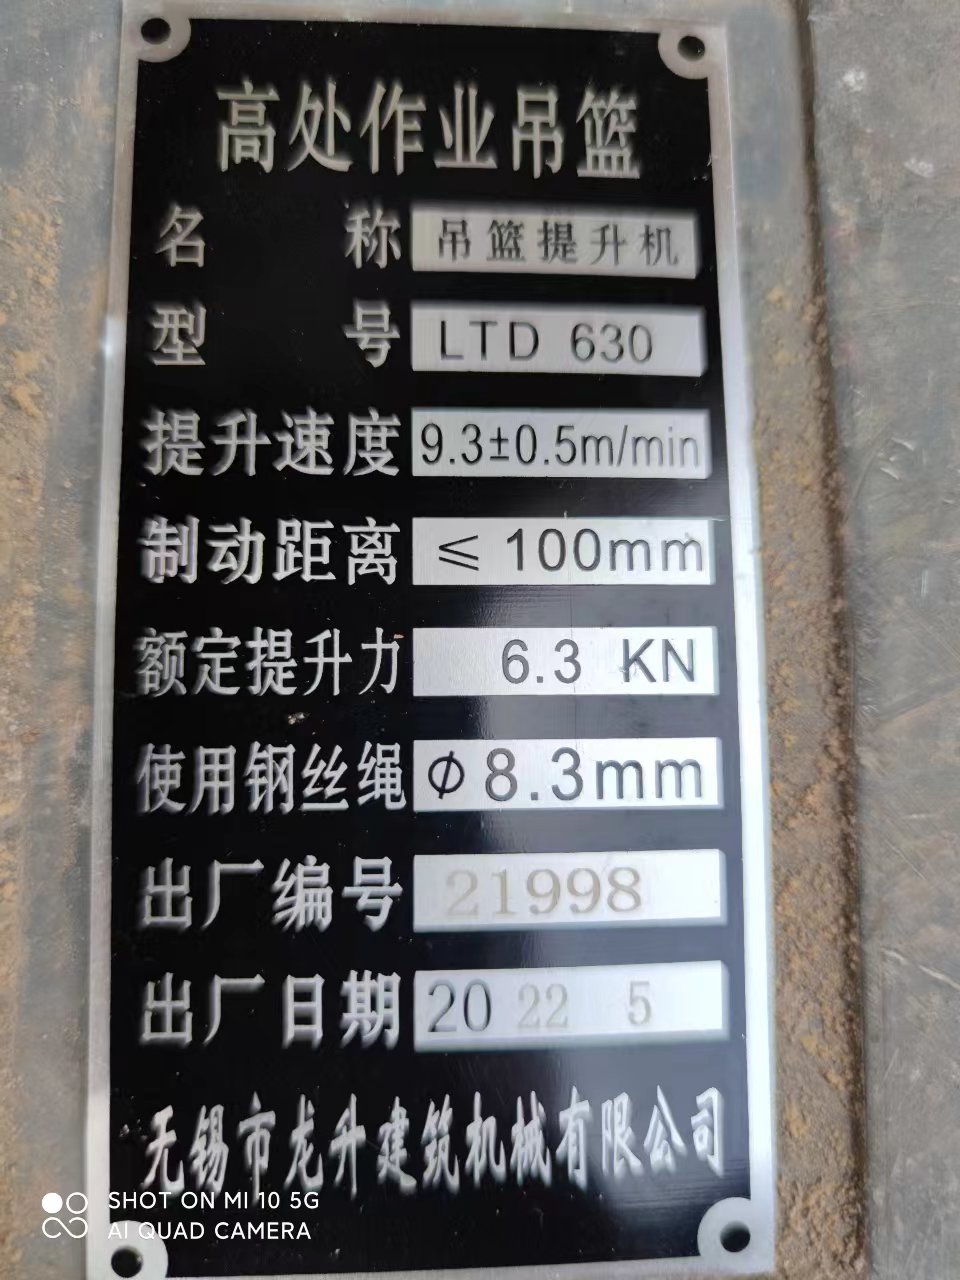 高处作业吊篮
名 称 吊篮提升机
型 号 LTD 630
提升速度 9.3±0.5m/min
制动距离 ≤ 100mm
额定提升力 6.3 KN
使用钢丝绳 Φ8.3mm
出厂编号 21998
出厂日期 20 22 5
无锡市龙升建筑机械有限公司
SHOT ON MI 10 5G
AI QUAD CAMERA